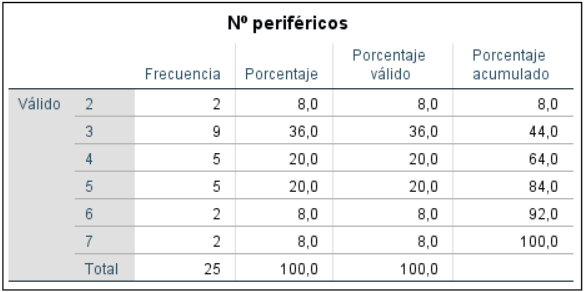 Nº periféricos
Frecuencia Porcentaje Porcentaje válido Porcentaje acumulado
Válido 2 2 8,0 8,0 8,0
3 9 36,0 36,0 44,0
4 5 20,0 20,0 64,0
5 5 20,0 20,0 84,0
6 2 8,0 8,0 92,0
7 2 8,0 8,0 100,0
Total 25 100,0 100,0